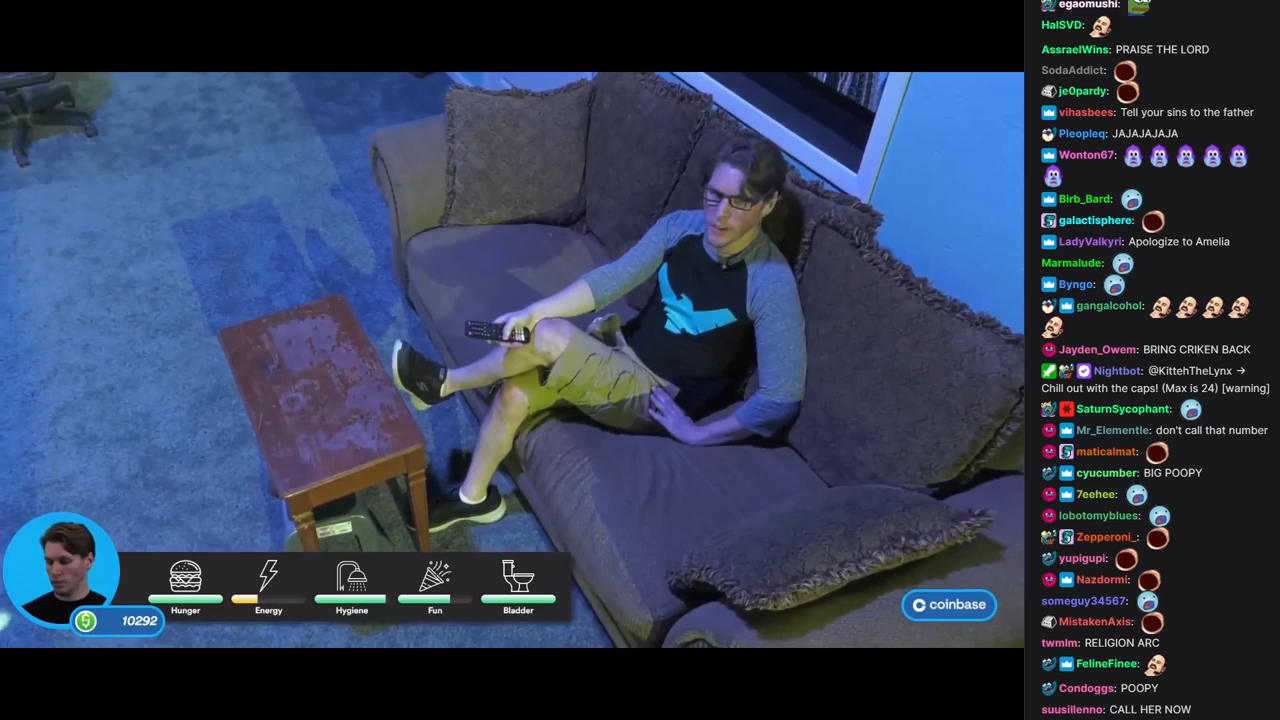 egaomushi:
HalSVD:
AssraelWins: PRAISE THE LORD
SodaAddict:
je0pardy:
vihasbees: Tell your sins to the father
Pleopleq: JAJAJAJAJA
Wonton67:
Birb_Bard:
galactisphere:
LadyValkyri: Apologize to Amelia
Marmalude:
Byngo:
gangalcohol:
Jayden_Owem: BRING CRIKEN BACK
Nightbot: @KittehTheLynx →
Chill out with the caps! (Max is 24) [warning]
SaturnSycophant:
Mr_Elementle: don't call that number
maticalmat:
cyucumber: BIG POOPY
7eehee:
lobotomyblues:
Zepperoni_:
yupigupi:
Nazdormi:
someguy34567:
MistakenAxis:
twmlm: RELIGION ARC
FelineFinee:
Condoggs: POOPY
suusillenno: CALL HER NOW
Hunger
Energy
Hygiene
Fun
Bladder
10292
coinbase